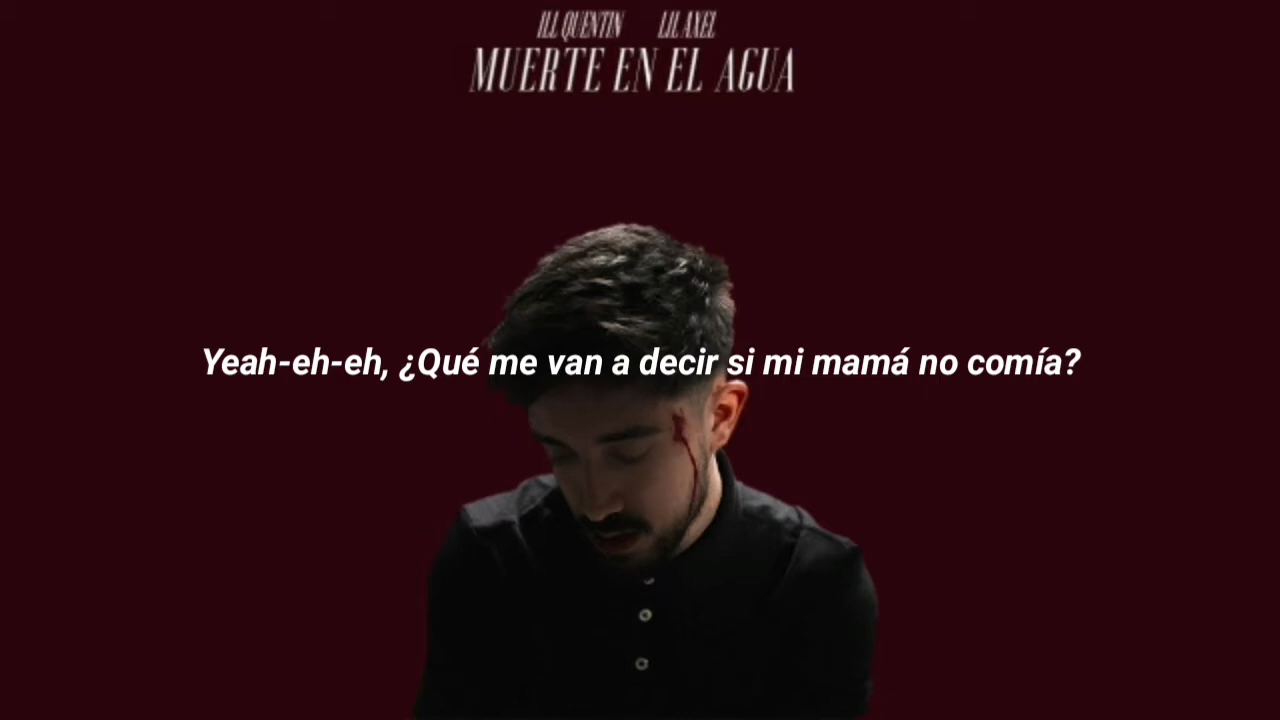 ILL QUENTIN LIL AXEL
MUERTE EN EL AGUA
Yeah-eh-eh, ¿Qué me van a decir si mi mamá no comía?